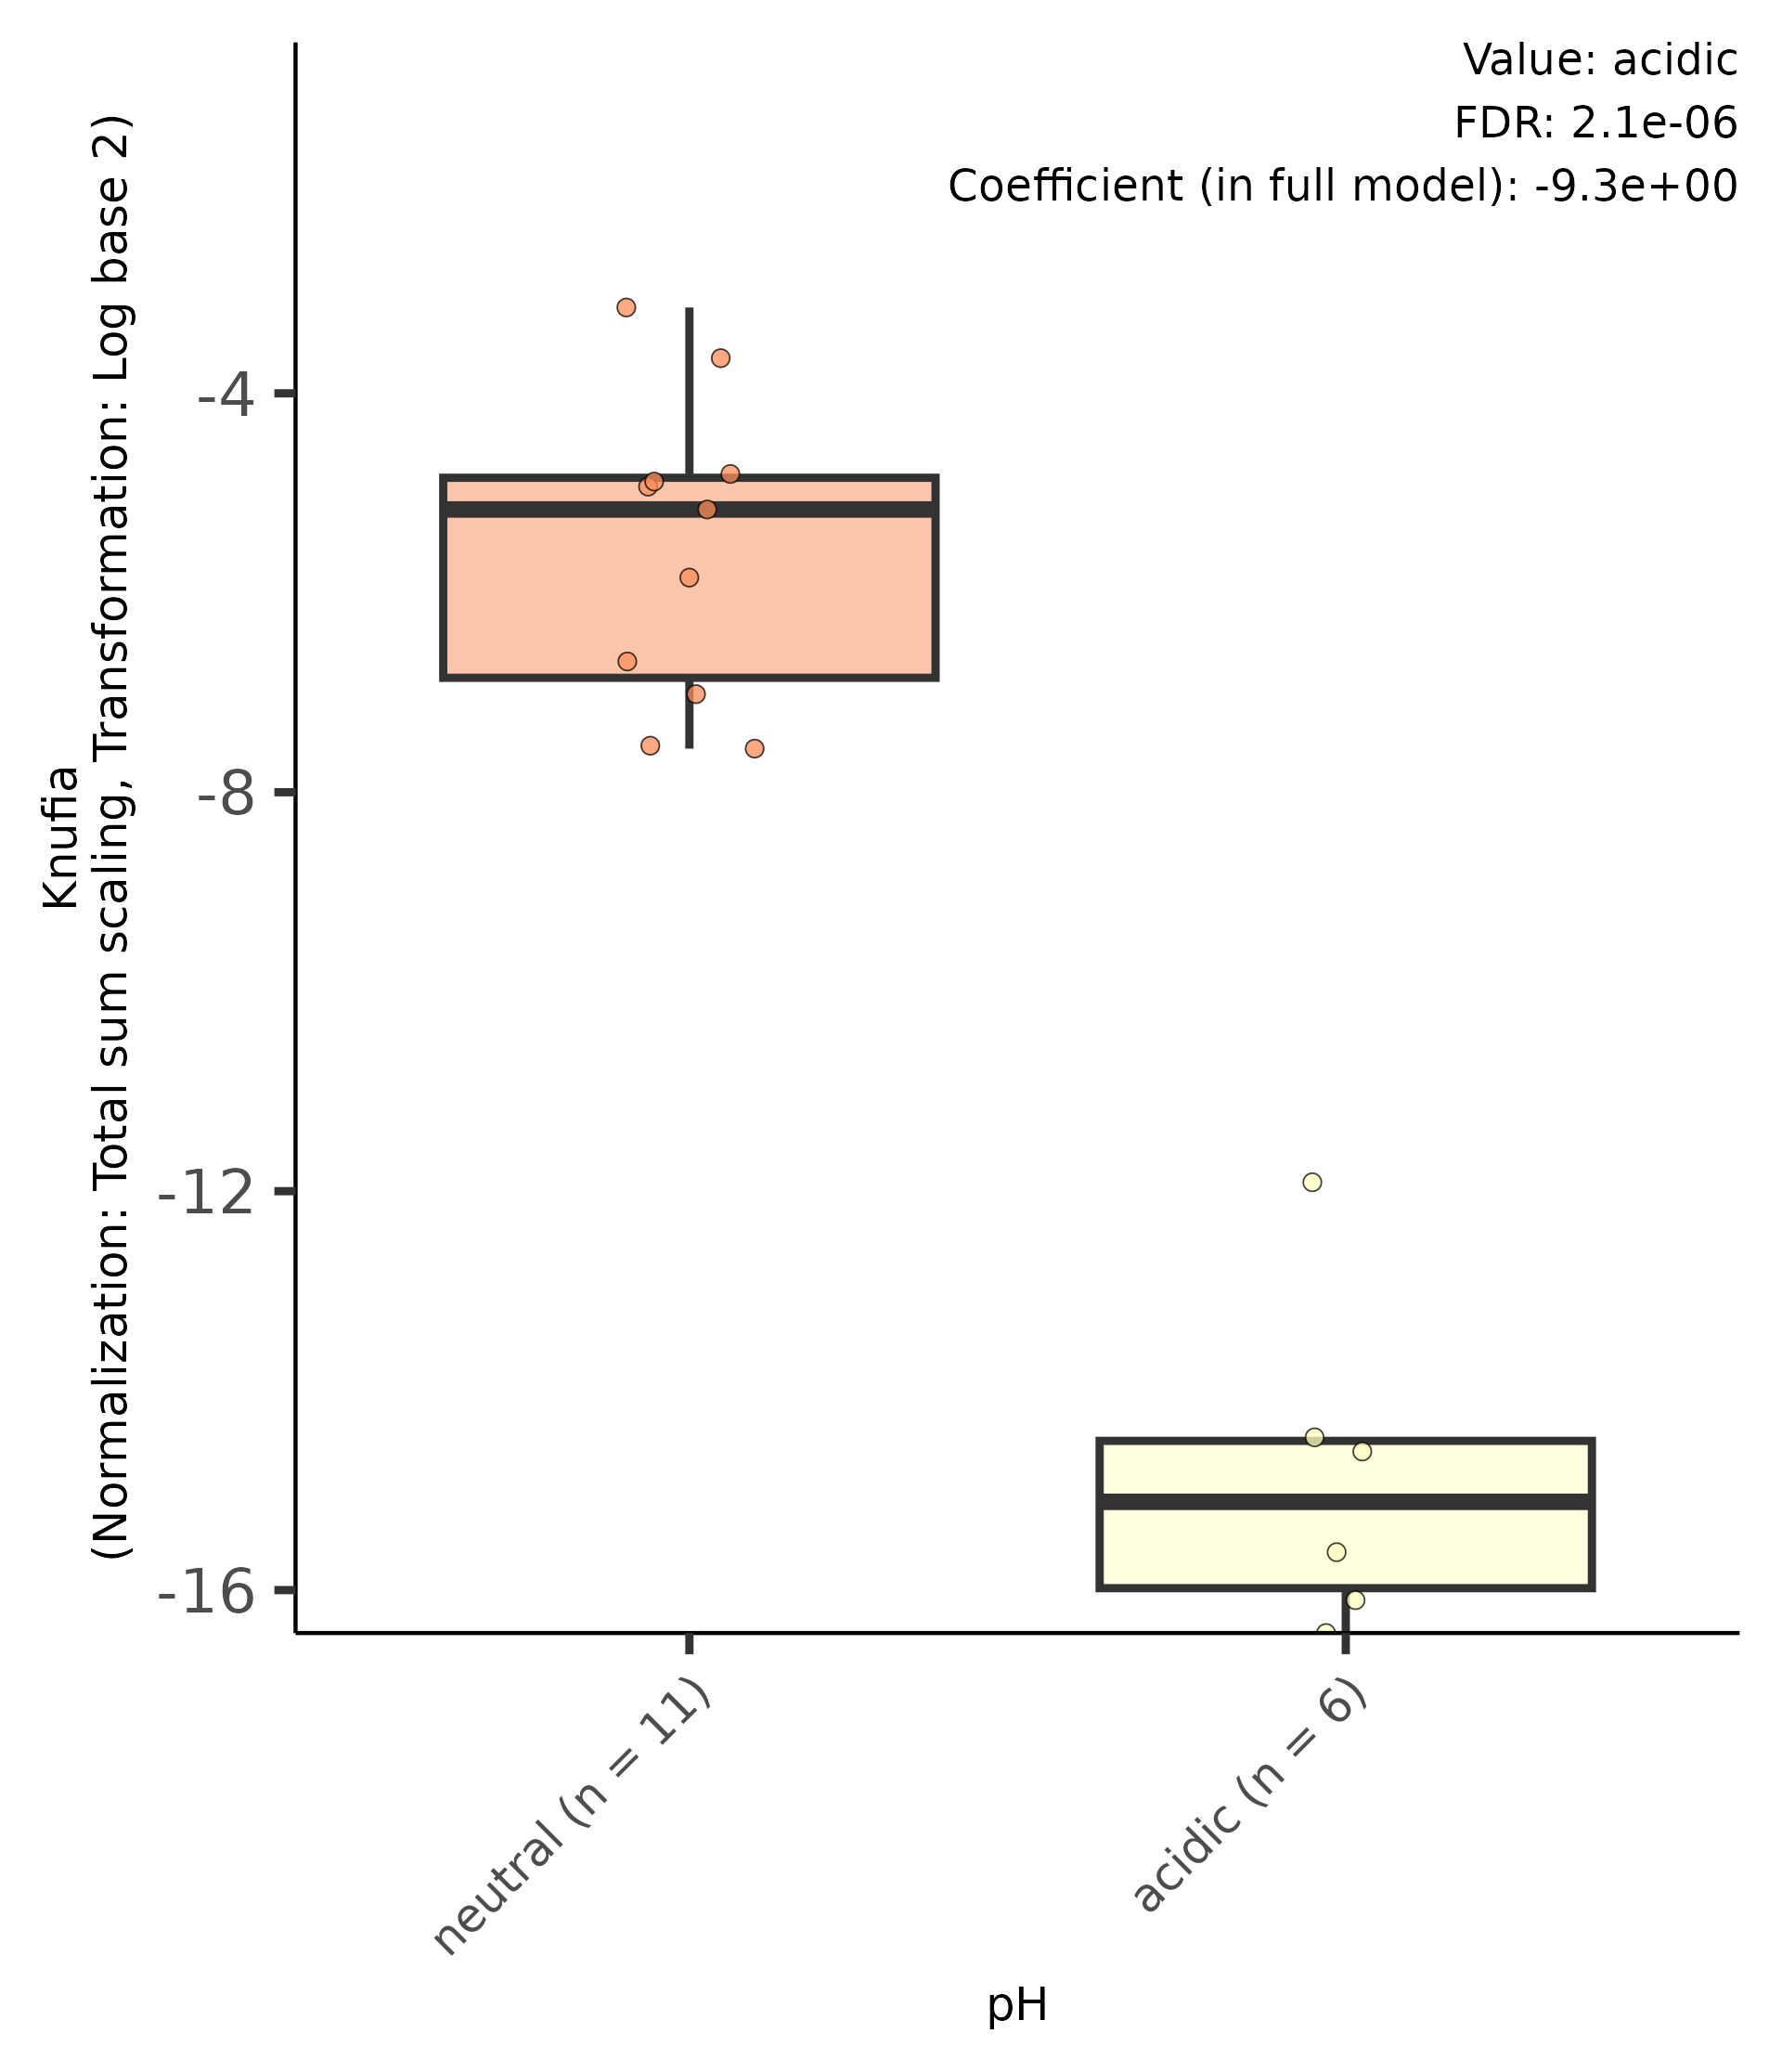 Value: acidic
FDR: 2.1e-06
Coefficient (in full model): -9.3e+00
Knufia
(Normalization: Total sum scaling, Transformation: Log base 2)
-4
-8
-12
-16
neutral (n = 11)
acidic (n = 6)
pH